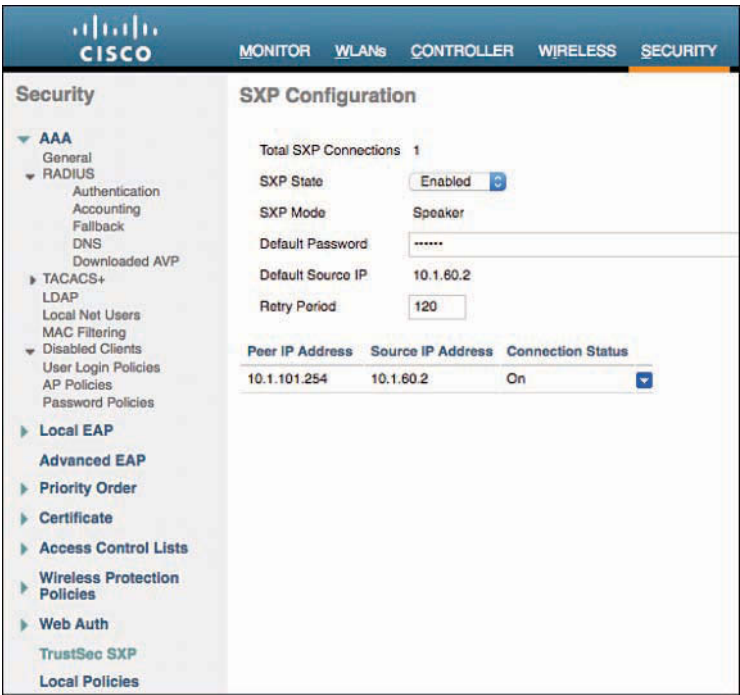 CISCO
MONITOR WLANs CONTROLLER WIRELESS SECURITY
Security
AAA
General
RADIUS
Authentication
Accounting
Fallback
DNS
Downloaded AVP
TACACS+
LDAP
Local Net Users
MAC Filtering
Disabled Clients
User Login Policies
AP Policies
Password Policies
Local EAP
Advanced EAP
Priority Order
Certificate
Access Control Lists
Wireless Protection
Policies
Web Auth
TrustSec SXP
Local Policies
SXP Configuration
Total SXP Connections 1
SXP State Enabled
SXP Mode Speaker
Default Password ••••••
Default Source IP 10.1.60.2
Retry Period 120
Peer IP Address Source IP Address Connection Status
10.1.101.254 10.1.60.2 On